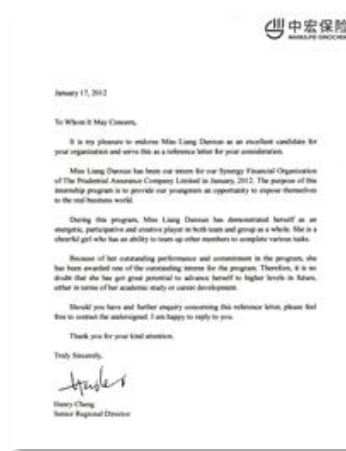 中宏保险
MANULIFE-SINOCHEM
January 17, 2012
To Whom It May Concern,
It is my pleasure to endorse Miss Liang Danxun as an excellent candidate for
your organization and serve this as a reference letter for your consideration.
Miss Liang Danxun has been our intern for our Synergy Financial Organization
of The Prudential Assurance Company Limited in January, 2012. The purpose of this
internship program is to provide our youngsters an opportunity to expose themselves
to the real business world.
During this program, Miss Liang Danxun has demonstrated herself as an
energetic, participative and creative player in both team and group as a whole. She is a
cheerful girl who has an ability to team up other members to complete various tasks.
Because of her outstanding performance and commitment in the program, she
has been awarded one of the outstanding interns for the program. Therefore, it is no
doubt that she has got great potential to advance herself to higher levels in future,
either in terms of her academic study or career development.
Should you have and further enquiry concerning this reference letter, please feel
free to contact the undersigned. I am happy to reply to you.
Thank you for your kind attention.
Truly Sincerely,
Henry Cheng
Senior Regional Director